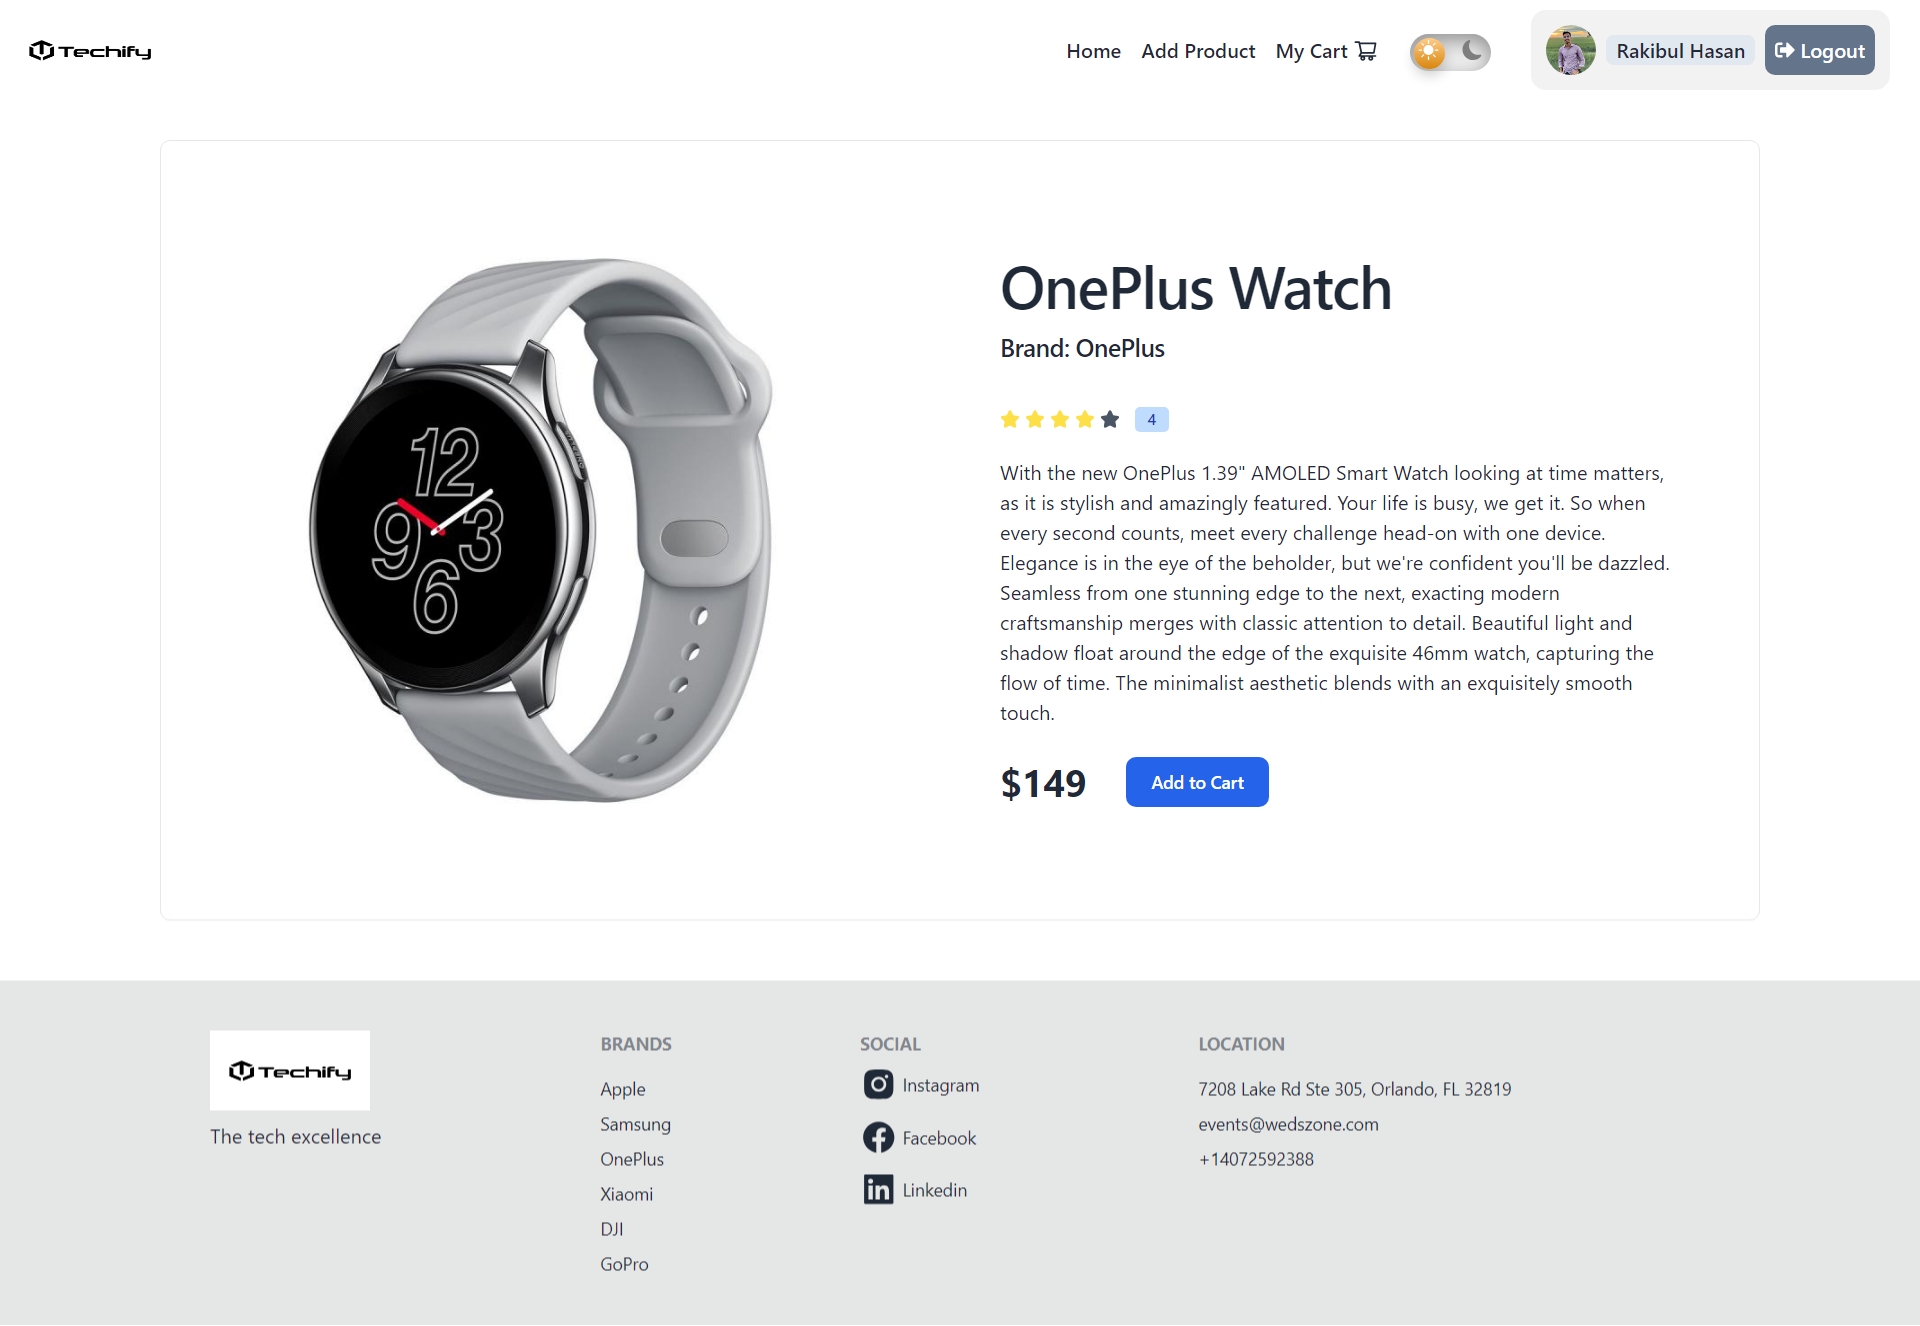 Techify
Home
Add Product
My Cart
Rakibul Hasan
Logout
12
9
3
6
OnePlus Watch
Brand: OnePlus
4
With the new OnePlus 1.39" AMOLED Smart Watch looking at time matters,
as it is stylish and amazingly featured. Your life is busy, we get it. So when
every second counts, meet every challenge head-on with one device.
Elegance is in the eye of the beholder, but we're confident you'll be dazzled.
Seamless from one stunning edge to the next, exacting modern
craftsmanship merges with classic attention to detail. Beautiful light and
shadow float around the edge of the exquisite 46mm watch, capturing the
flow of time. The minimalist aesthetic blends with an exquisitely smooth
touch.
$149
Add to Cart
Techify
The tech excellence
BRANDS
Apple
Samsung
OnePlus
Xiaomi
DJI
GoPro
SOCIAL
Instagram
Facebook
Linkedin
LOCATION
7208 Lake Rd Ste 305, Orlando, FL 32819
events@wedszone.com
+14072592388